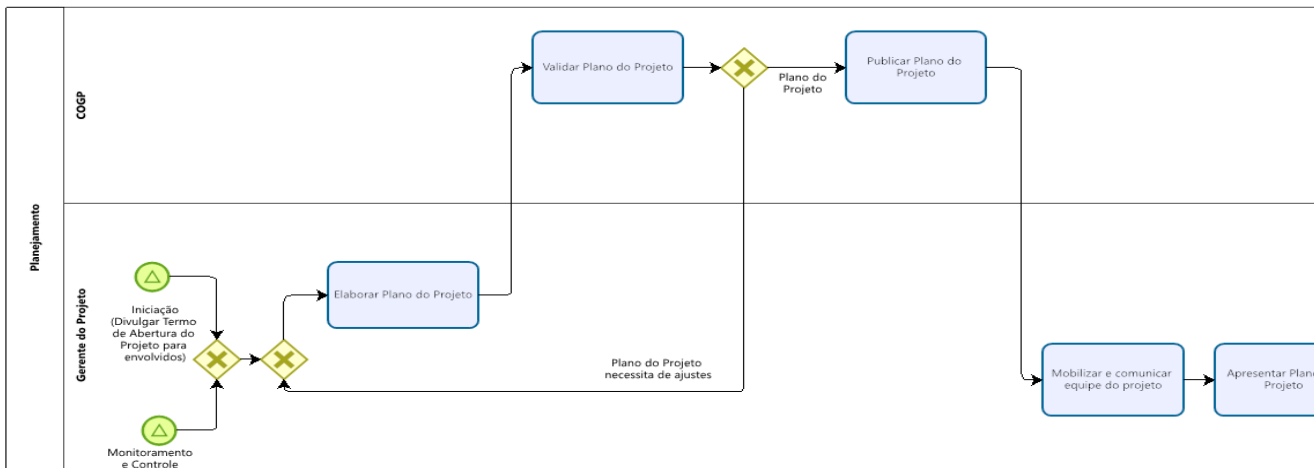 Planejamento
COGP
Validar Plano do Projeto
Plano do
Projeto
Publicar Plano do
Projeto
Gerente do Projeto
Iniciação
(Divulgar Termo
de Abertura do
Projeto para
envolvidos)
Elaborar Plano do Projeto
Plano do Projeto
necessita de ajustes
Mobilizar e comunicar
equipe do projeto
Apresentar Plano
Projeto
Monitoramento
e Controle